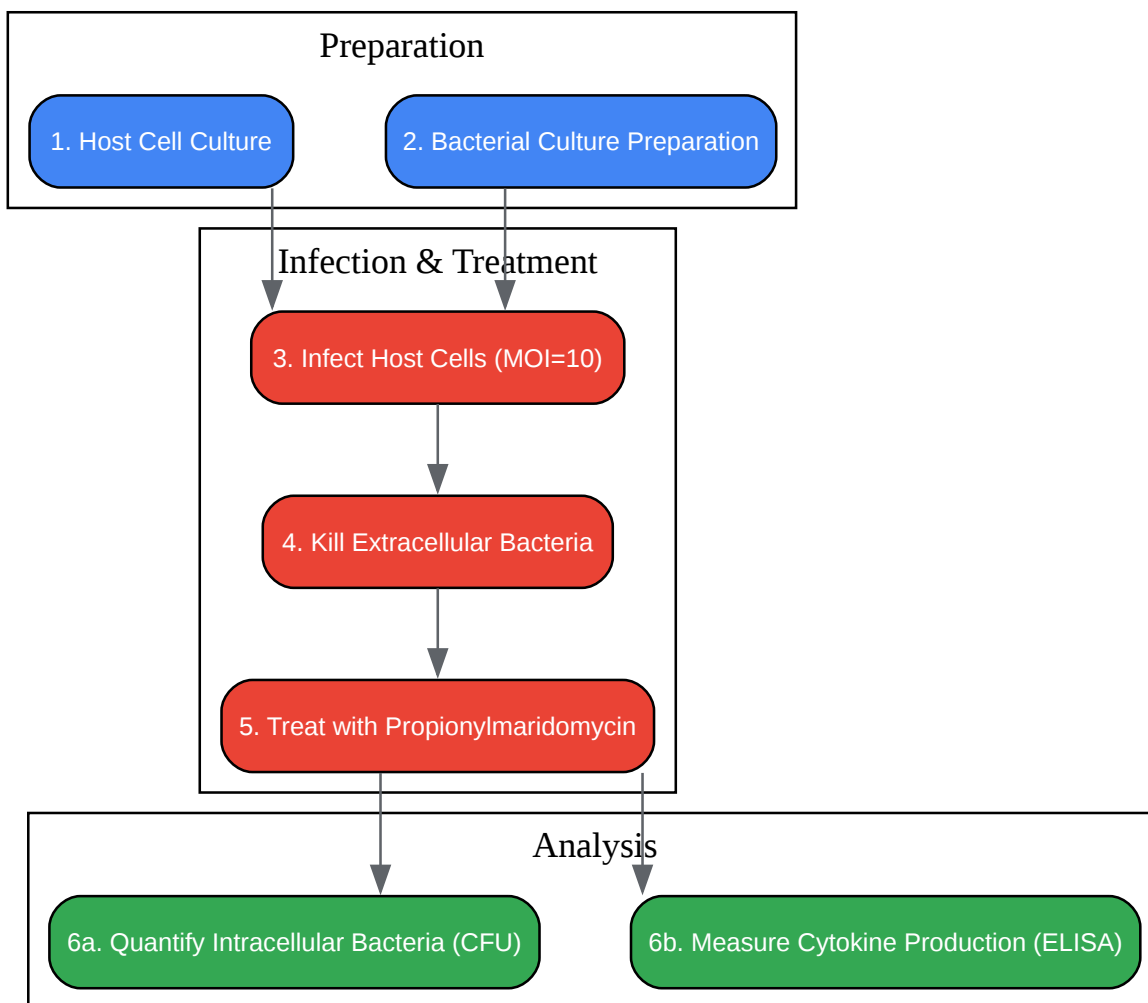 Preparation
1. Host Cell Culture
2. Bacterial Culture Preparation
Infection & Treatment
3. Infect Host Cells (MOI=10)
4. Kill Extracellular Bacteria
5. Treat with Propionylmaridomycin
Analysis
6a. Quantify Intracellular Bacteria (CFU)
6b. Measure Cytokine Production (ELISA)